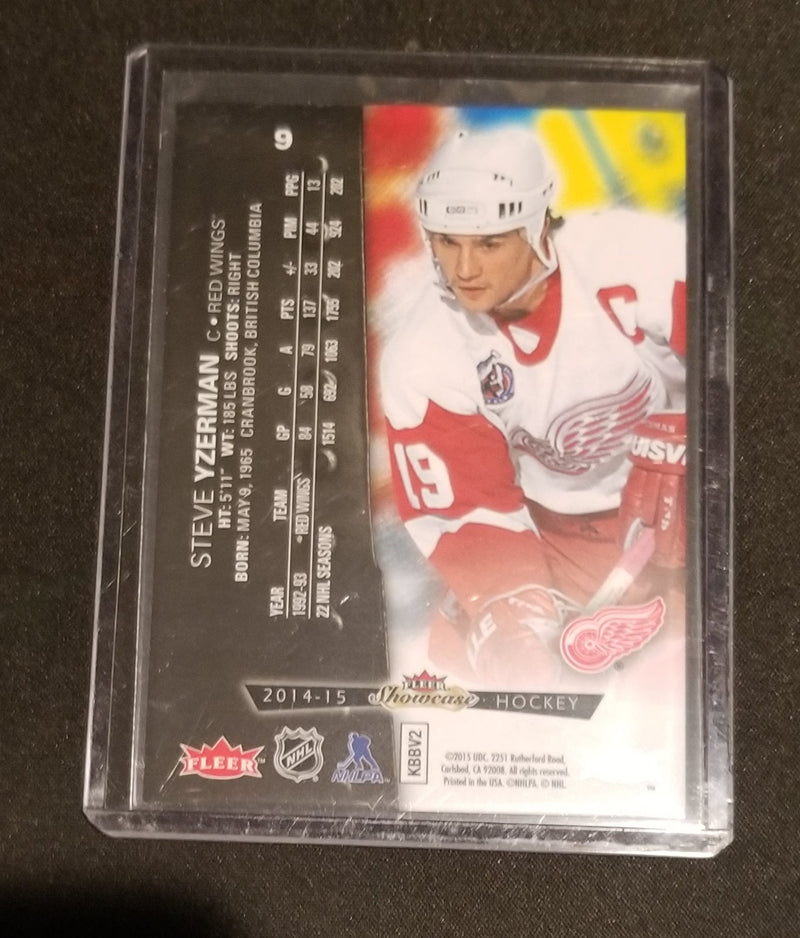 9
STEVE YZERMAN C • RED WINGS®
HT: 5'11" WT: 185 LBS SHOOTS: RIGHT
BORN: MAY 9, 1965 CRANBROOK, BRITISH COLUMBIA
YEAR TEAM GP G A PTS +/- PIM PPG
1992-93 RED WINGS 84 58 79 137 33 44 13
22 NHL SEASONS 1514 692 1063 1755 202 924 202
C
19
2014-15 FLEER Showcase HOCKEY
FLEER™
NHL
NHLPA
KBBV2
©2015 UDC. 2251 Rutherford Road,
Carlsbad, CA 92008. All rights reserved.
Printed in the USA. ©NHLPA. © NHL.